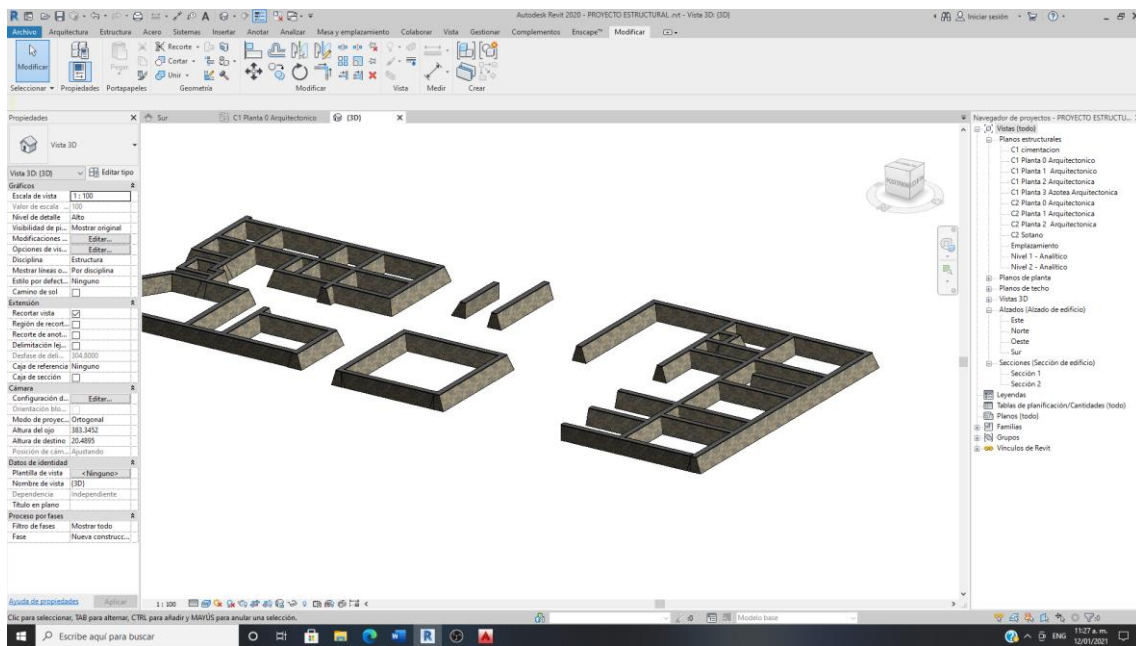 Autodesk Revit 2020 - PROYECTO ESTRUCTURAL .rvt - Vista 3D: {3D}
Iniciar sesión
Archivo Arquitectura Estructura Acero Sistemas Insertar Anotar Analizar Masa y emplazamiento Colaborar Vista Gestionar Complementos Enscape™ Modificar
Modificar
Pegar
Recorte
Cortar
Unir
Seleccionar Propiedades Portapapeles Geometría Modificar Vista Medir Crear
Propiedades
Sur
C1 Planta 0 Arquitectonico
{3D}
Vista 3D
Vista 3D: {3D}
Editar tipo
Gráficos
Escala de vista 1 : 100
Valor de escala ... 100
Nivel de detalle Alto
Visibilidad de pi... Mostrar original
Modificaciones ... Editar...
Opciones de vis... Editar...
Disciplina Estructura
Mostrar líneas o... Por disciplina
Estilo por defect... Ninguno
Camino de sol
Extensión
Recortar vista
Región de recort...
Recorte de anot...
Delimitación lej...
Desfase de deli... 304.8000
Caja de referencia Ninguno
Caja de sección
Cámara
Configuración d... Editar...
Orientación blo...
Modo de proyec... Ortogonal
Altura del ojo 383.3452
Altura de destino 20.4895
Posición de cám... Ajustando
Datos de identidad
Plantilla de vista <Ninguno>
Nombre de vista {3D}
Dependencia Independiente
Título en plano
Proceso por fases
Filtro de fases Mostrar todo
Fase Nueva construcc...
Ayuda de propiedades
Aplicar
1 : 100
Navegador de proyectos - PROYECTO ESTRUCTU...
Vistas (todo)
Planos estructurales
C1 cimentacion
C1 Planta 0 Arquitectonico
C1 Planta 1 Arquitectonico
C1 Planta 2 Arquitectonica
C1 Planta 3 Azotea Arquitectonica
C2 Planta 0 Arquitectonica
C2 Planta 1 Arquitectonica
C2 Planta 2 Arquitectonica
C2 Sotano
Emplazamiento
Nivel 1 - Analítico
Nivel 2 - Analítico
Planos de planta
Planos de techo
Vistas 3D
Alzados (Alzado de edificio)
Este
Norte
Oeste
Sur
Secciones (Sección de edificio)
Sección 1
Sección 2
Leyendas
Tablas de planificación/Cantidades (todo)
Planos (todo)
Familias
Grupos
Vínculos de Revit
Clic para seleccionar, TAB para alternar, CTRL para añadir y MAYÚS para anular una selección.
:0
Modelo base
:0
Escribe aquí para buscar
ENG
11:27 a. m.
12/01/2021